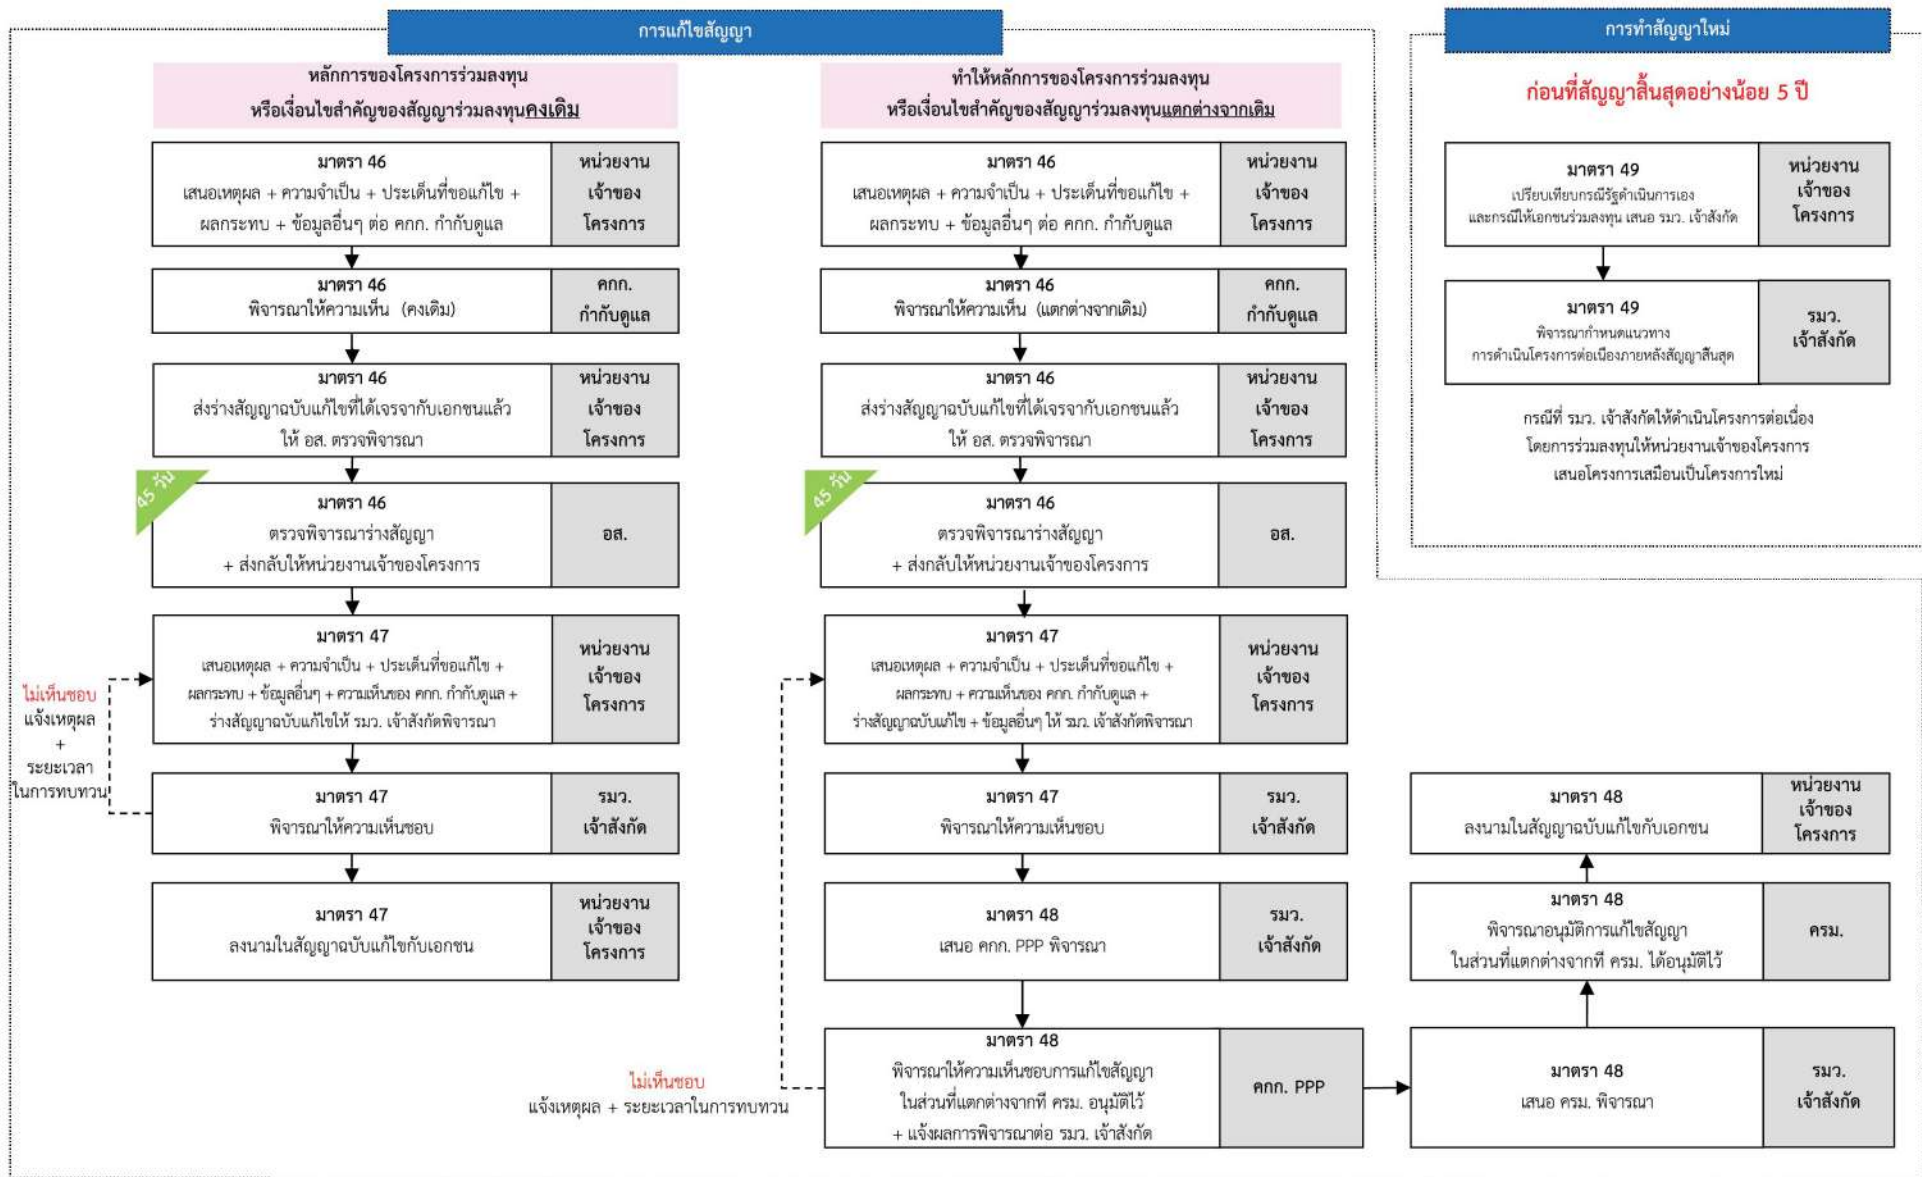 การแก้ไขสัญญา
หลักการของโครงการร่วมลงทุน
หรือเงื่อนไขสำคัญของสัญญาร่วมลงทุนคงเดิม
มาตรา 46
เสนอเหตุผล + ความจำเป็น + ประเด็นที่ขอแก้ไข +
ผลกระทบ + ข้อมูลอื่นๆ ต่อ คกก. กำกับดูแล
หน่วยงาน
เจ้าของ
โครงการ
มาตรา 46
พิจารณาให้ความเห็น (คงเดิม)
คกก.
กำกับดูแล
มาตรา 46
ส่งร่างสัญญาฉบับแก้ไขที่ได้เจรจากับเอกชนแล้ว
ให้ อส. ตรวจพิจารณา
หน่วยงาน
เจ้าของ
โครงการ
45 วัน
มาตรา 46
ตรวจพิจารณาร่างสัญญา
+ ส่งกลับให้หน่วยงานเจ้าของโครงการ
อส.
มาตรา 47
เสนอเหตุผล + ความจำเป็น + ประเด็นที่ขอแก้ไข +
ผลกระทบ + ข้อมูลอื่นๆ + ความเห็นของ คกก. กำกับดูแล +
ร่างสัญญาฉบับแก้ไขให้ รมว. เจ้าสังกัดพิจารณา
หน่วยงาน
เจ้าของ
โครงการ
ไม่เห็นชอบ
แจ้งเหตุผล
+
ระยะเวลา
ในการทบทวน
มาตรา 47
พิจารณาให้ความเห็นชอบ
รมว.
เจ้าสังกัด
มาตรา 47
ลงนามในสัญญาฉบับแก้ไขกับเอกชน
หน่วยงาน
เจ้าของ
โครงการ
ทำให้หลักการของโครงการร่วมลงทุน
หรือเงื่อนไขสำคัญของสัญญาร่วมลงทุนแตกต่างจากเดิม
มาตรา 46
เสนอเหตุผล + ความจำเป็น + ประเด็นที่ขอแก้ไข +
ผลกระทบ + ข้อมูลอื่นๆ ต่อ คกก. กำกับดูแล
หน่วยงาน
เจ้าของ
โครงการ
มาตรา 46
พิจารณาให้ความเห็น (แตกต่างจากเดิม)
คกก.
กำกับดูแล
มาตรา 46
ส่งร่างสัญญาฉบับแก้ไขที่ได้เจรจากับเอกชนแล้ว
ให้ อส. ตรวจพิจารณา
หน่วยงาน
เจ้าของ
โครงการ
45 วัน
มาตรา 46
ตรวจพิจารณาร่างสัญญา
+ ส่งกลับให้หน่วยงานเจ้าของโครงการ
อส.
มาตรา 47
เสนอเหตุผล + ความจำเป็น + ประเด็นที่ขอแก้ไข +
ผลกระทบ + ความเห็นของ คกก. กำกับดูแล +
ร่างสัญญาฉบับแก้ไข + ข้อมูลอื่นๆ ให้ รมว. เจ้าสังกัดพิจารณา
หน่วยงาน
เจ้าของ
โครงการ
มาตรา 47
พิจารณาให้ความเห็นชอบ
รมว.
เจ้าสังกัด
มาตรา 48
เสนอ คกก. PPP พิจารณา
รมว.
เจ้าสังกัด
ไม่เห็นชอบ
แจ้งเหตุผล + ระยะเวลาในการทบทวน
มาตรา 48
พิจารณาให้ความเห็นชอบการแก้ไขสัญญา
ในส่วนที่แตกต่างจากที่ ครม. อนุมัติไว้
+ แจ้งผลการพิจารณาต่อ รมว. เจ้าสังกัด
คกก. PPP
มาตรา 48
เสนอ ครม. พิจารณา
รมว.
เจ้าสังกัด
มาตรา 48
พิจารณาอนุมัติการแก้ไขสัญญา
ในส่วนที่แตกต่างจากที่ ครม. ได้อนุมัติไว้
ครม.
มาตรา 48
ลงนามในสัญญาฉบับแก้ไขกับเอกชน
หน่วยงาน
เจ้าของ
โครงการ
การทำสัญญาใหม่
ก่อนที่สัญญาสิ้นสุดอย่างน้อย 5 ปี
มาตรา 49
เปรียบเทียบกรณีรัฐดำเนินการเอง
และกรณีให้เอกชนร่วมลงทุน เสนอ รมว. เจ้าสังกัด
หน่วยงาน
เจ้าของ
โครงการ
มาตรา 49
พิจารณากำหนดแนวทาง
การดำเนินโครงการต่อเนื่องภายหลังสัญญาสิ้นสุด
รมว.
เจ้าสังกัด
กรณีที่ รมว. เจ้าสังกัดให้ดำเนินโครงการต่อเนื่อง
โดยการร่วมลงทุนให้หน่วยงานเจ้าของโครงการ
เสนอโครงการเสมือนเป็นโครงการใหม่